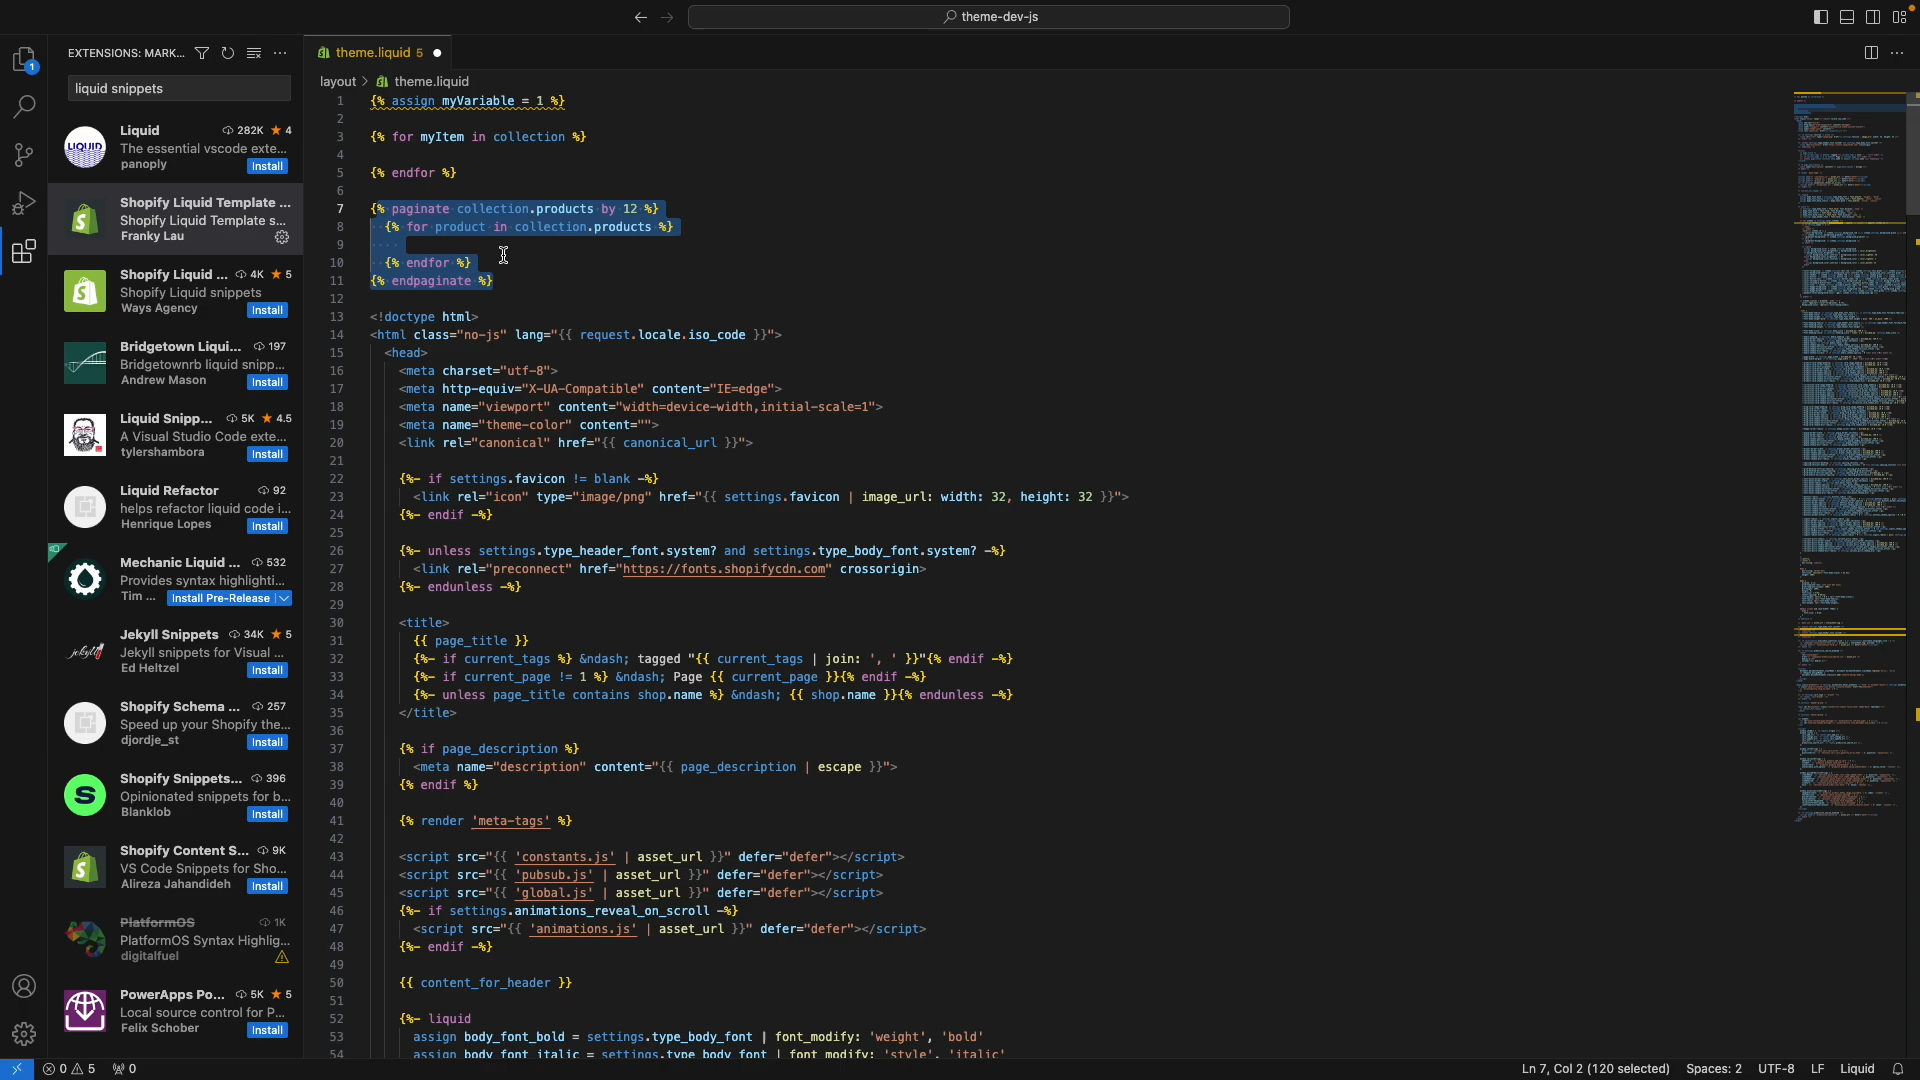 theme-dev-js
EXTENSIONS: MARK...
liquid snippets
Liquid 282K 4
The essential vscode exte...
panoply Install
Shopify Liquid Template ...
Shopify Liquid Template s...
Franky Lau
Shopify Liquid ... 4K 5
Shopify Liquid snippets
Ways Agency Install
Bridgetown Liqui... 197
Bridgetownrb liquid snipp...
Andrew Mason Install
Liquid Snipp... 5K 4.5
A Visual Studio Code exte...
tylershambora Install
Liquid Refactor 92
helps refactor liquid code i...
Henrique Lopes Install
Mechanic Liquid ... 532
Provides syntax highlighti...
Tim ... Install Pre-Release
Jekyll Snippets 34K 5
Jekyll snippets for Visual ...
Ed Heltzel Install
Shopify Schema ... 257
Speed up your Shopify the...
djordje_st Install
Shopify Snippets... 396
Opinionated snippets for b...
Blanklob Install
Shopify Content S... 9K
VS Code Snippets for Sho...
Alireza Jahandideh Install
PlatformOS 1K
PlatformOS Syntax Highlig...
digitalfuel
PowerApps Po... 5K 5
Local source control for P...
Felix Schober Install
theme.liquid 5
layout > theme.liquid
1 {% assign myVariable = 1 %}
2
3 {% for myItem in collection %}
4
5 {% endfor %}
6
7 {% paginate collection.products by 12 %}
8 {% for product in collection.products %}
9
10 {% endfor %}
11 {% endpaginate %}
12
13 <!doctype html>
14 <html class="no-js" lang="{{ request.locale.iso_code }}">
15 <head>
16 <meta charset="utf-8">
17 <meta http-equiv="X-UA-Compatible" content="IE=edge">
18 <meta name="viewport" content="width=device-width,initial-scale=1">
19 <meta name="theme-color" content="">
20 <link rel="canonical" href="{{ canonical_url }}">
21
22 {%- if settings.favicon != blank -%}
23 <link rel="icon" type="image/png" href="{{ settings.favicon | image_url: width: 32, height: 32 }}">
24 {%- endif -%}
25
26 {%- unless settings.type_header_font.system? and settings.type_body_font.system? -%}
27 <link rel="preconnect" href="https://fonts.shopifycdn.com" crossorigin>
28 {%- endunless -%}
29
30 <title>
31 {{ page_title }}
32 {%- if current_tags %} &ndash; tagged "{{ current_tags | join: ', ' }}"{% endif -%}
33 {%- if current_page != 1 %} &ndash; Page {{ current_page }}{% endif -%}
34 {%- unless page_title contains shop.name %} &ndash; {{ shop.name }}{% endunless -%}
35 </title>
36
37 {% if page_description %}
38 <meta name="description" content="{{ page_description | escape }}">
39 {% endif %}
40
41 {% render 'meta-tags' %}
42
43 <script src="{{ 'constants.js' | asset_url }}" defer="defer"></script>
44 <script src="{{ 'pubsub.js' | asset_url }}" defer="defer"></script>
45 <script src="{{ 'global.js' | asset_url }}" defer="defer"></script>
46 {%- if settings.animations_reveal_on_scroll -%}
47 <script src="{{ 'animations.js' | asset_url }}" defer="defer"></script>
48 {%- endif -%}
49
50 {{ content_for_header }}
51
52 {%- liquid
53 assign body_font_bold = settings.type_body_font | font_modify: 'weight', 'bold'
54 assign body_font_italic = settings.type_body_font | font_modify: 'style', 'italic'
1
LIQUID
jekyll
0 5 0
Ln 7, Col 2 (120 selected) Spaces: 2 UTF-8 LF Liquid